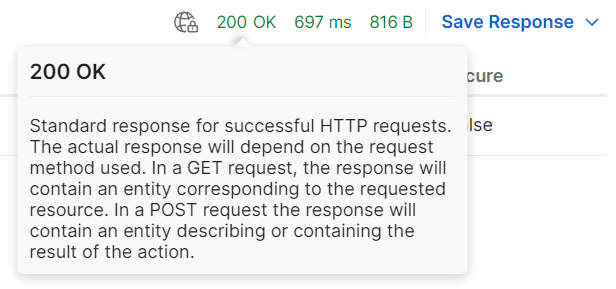 200 OK 697 ms 816 B Save Response
200 OK
Standard response for successful HTTP requests.
The actual response will depend on the request
method used. In a GET request, the response will
contain an entity corresponding to the requested
resource. In a POST request the response will
contain an entity describing or containing the
result of the action.